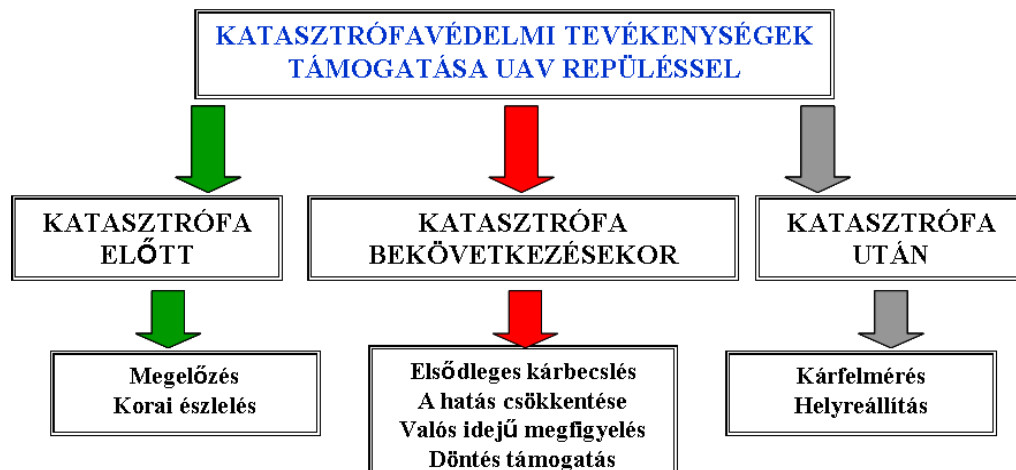 KATASZTRÓFAVÉDELMI TEVÉKENYSÉGEK
TÁMOGATÁSA UAV REPÜLÉSSEL
KATASZTRÓFA
ELŐTT
KATASZTRÓFA
BEKÖVETKEZÉSEKOR
KATASZTRÓFA
UTÁN
Megelőzés
Korai észlelés
Elsődleges kárbecslés
A hatás csökkentése
Valós idejű megfigyelés
Döntés támogatás
Kárfelmérés
Helyreállítás